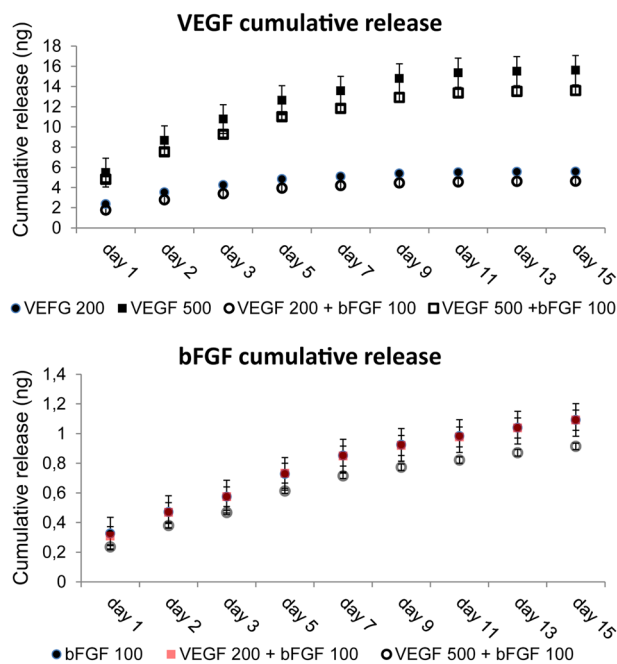 VEGF cumulative release
Cumulative release (ng)
18
16
14
12
10
8
6
4
2
0
day 1
day 2
day 3
day 5
day 7
day 9
day 11
day 13
day 15
VEFG 200 VEGF 500 VEGF 200 + bFGF 100 VEGF 500 +bFGF 100
bFGF cumulative release
Cumulative release (ng)
1,4
1,2
1
0,8
0,6
0,4
0,2
0
day 1
day 2
day 3
day 5
day 7
day 9
day 11
day 13
day 15
bFGF 100 VEGF 200 + bFGF 100 VEGF 500 + bFGF 100